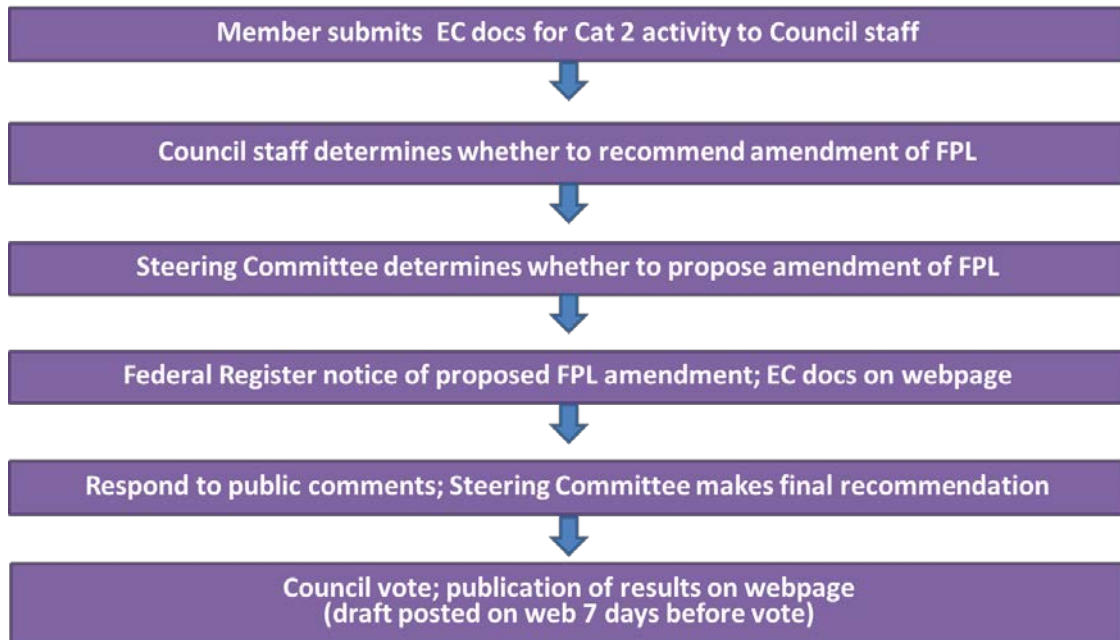 Member submits EC docs for Cat 2 activity to Council staff
Council staff determines whether to recommend amendment of FPL
Steering Committee determines whether to propose amendment of FPL
Federal Register notice of proposed FPL amendment; EC docs on webpage
Respond to public comments; Steering Committee makes final recommendation
Council vote; publication of results on webpage
(draft posted on web 7 days before vote)